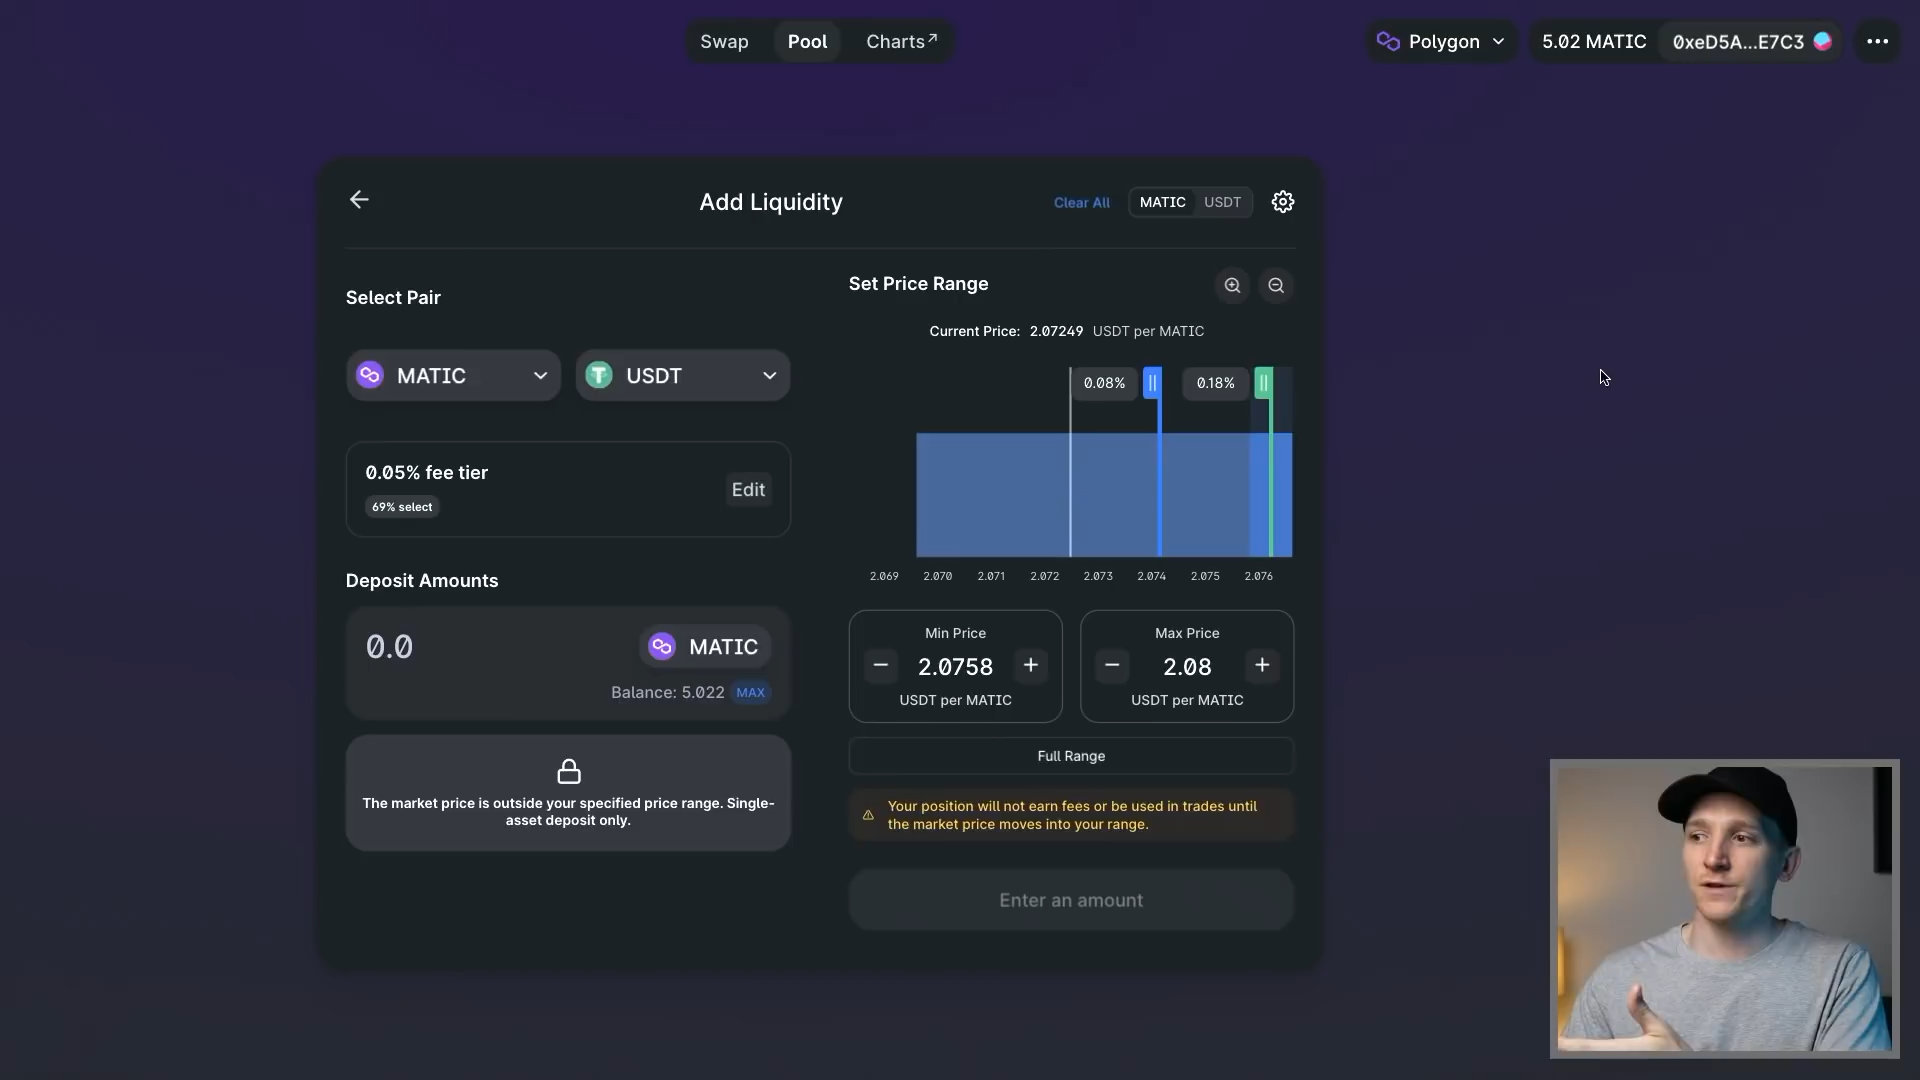 Swap
Pool
Charts↗
Polygon
5.02 MATIC
0xeD5A...E7C3
Add Liquidity
Clear All
MATIC
USDT
Select Pair
MATIC
USDT
0.05% fee tier
69% select
Edit
Deposit Amounts
0.0
MATIC
Balance: 5.022
MAX
The market price is outside your specified price range. Single-
asset deposit only.
Set Price Range
Current Price: 2.07249 USDT per MATIC
0.08%
0.18%
2.069
2.070
2.071
2.072
2.073
2.074
2.075
2.076
Min Price
2.0758
USDT per MATIC
Max Price
2.08
USDT per MATIC
Full Range
Your position will not earn fees or be used in trades until
the market price moves into your range.
Enter an amount